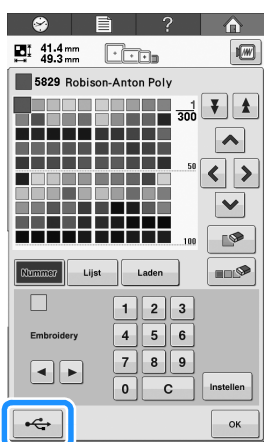 ?
41.4 mm
49.3 mm
5829 Robison-Anton Poly
1
300
50
100
Nummer Lijst Laden
1 2 3
Embroidery 4 5 6
7 8 9
0 C Instellen
OK